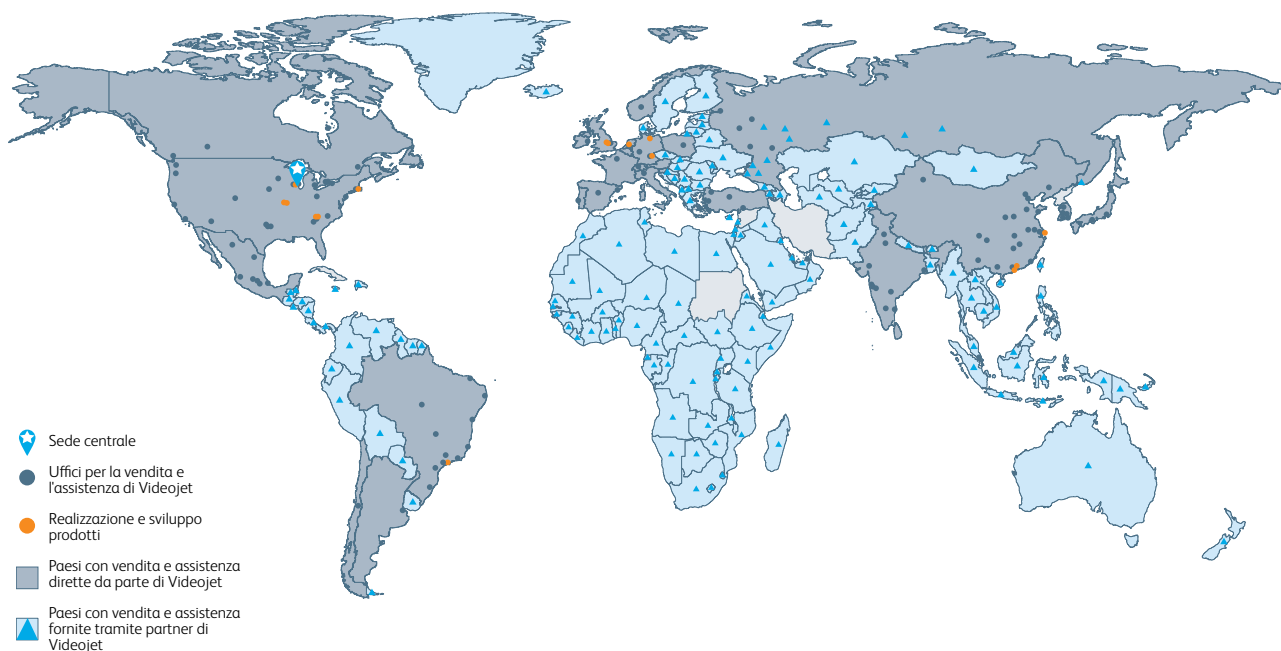 Sede centrale
Uffici per la vendita e
l'assistenza di Videojet
Realizzazione e sviluppo
prodotti
Paesi con vendita e assistenza
dirette da parte di Videojet
Paesi con vendita e assistenza
fornite tramite partner di
Videojet